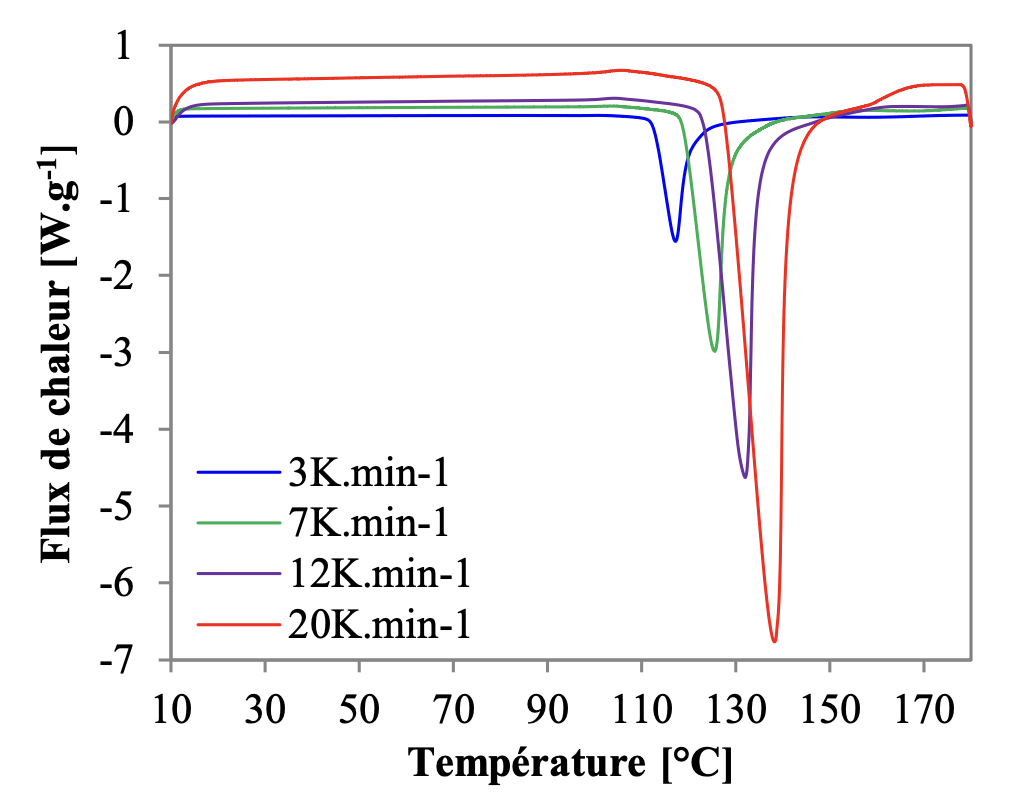 1
0
-1
-2
-3
-4
-5
-6
-7
Flux de chaleur [W.g-1]
3K.min-1
7K.min-1
12K.min-1
20K.min-1
10 30 50 70 90 110 130 150 170
Température [°C]